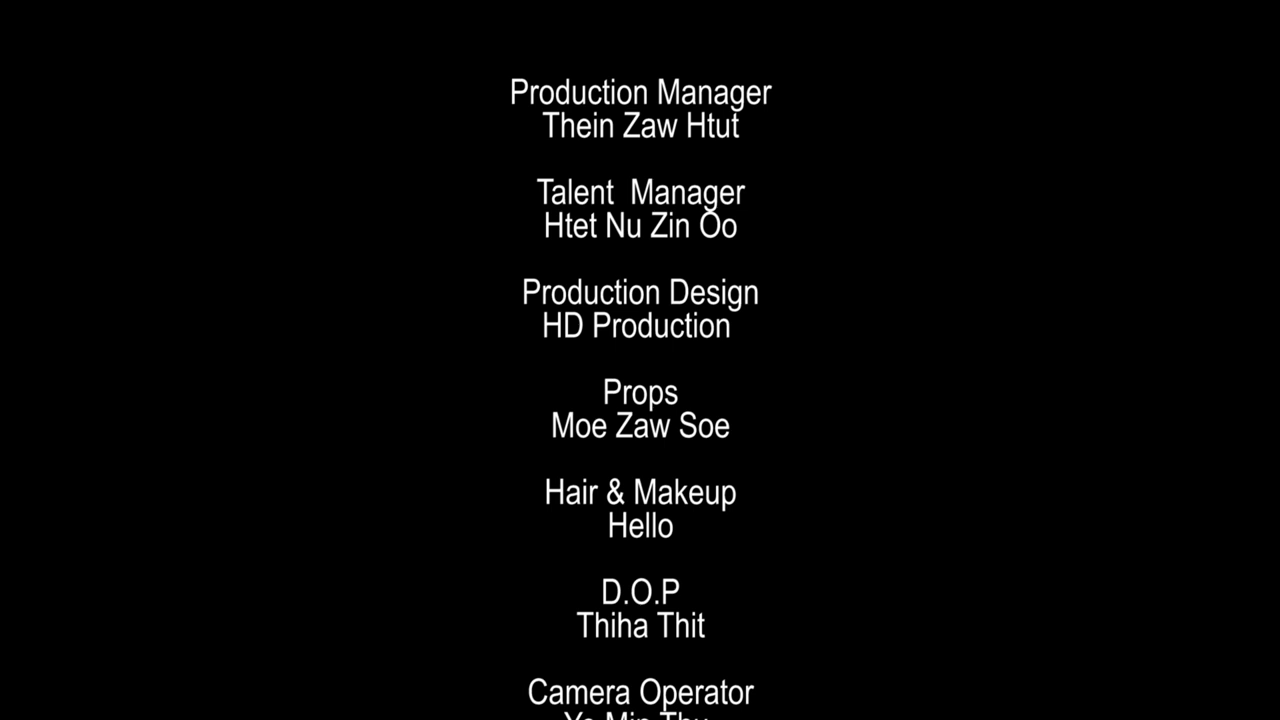 Production Manager
Thein Zaw Htut
Talent  Manager
Htet Nu Zin Oo
Production Design
HD Production
Props
Moe Zaw Soe
Hair & Makeup
Hello
D.O.P
Thiha Thit
Camera Operator